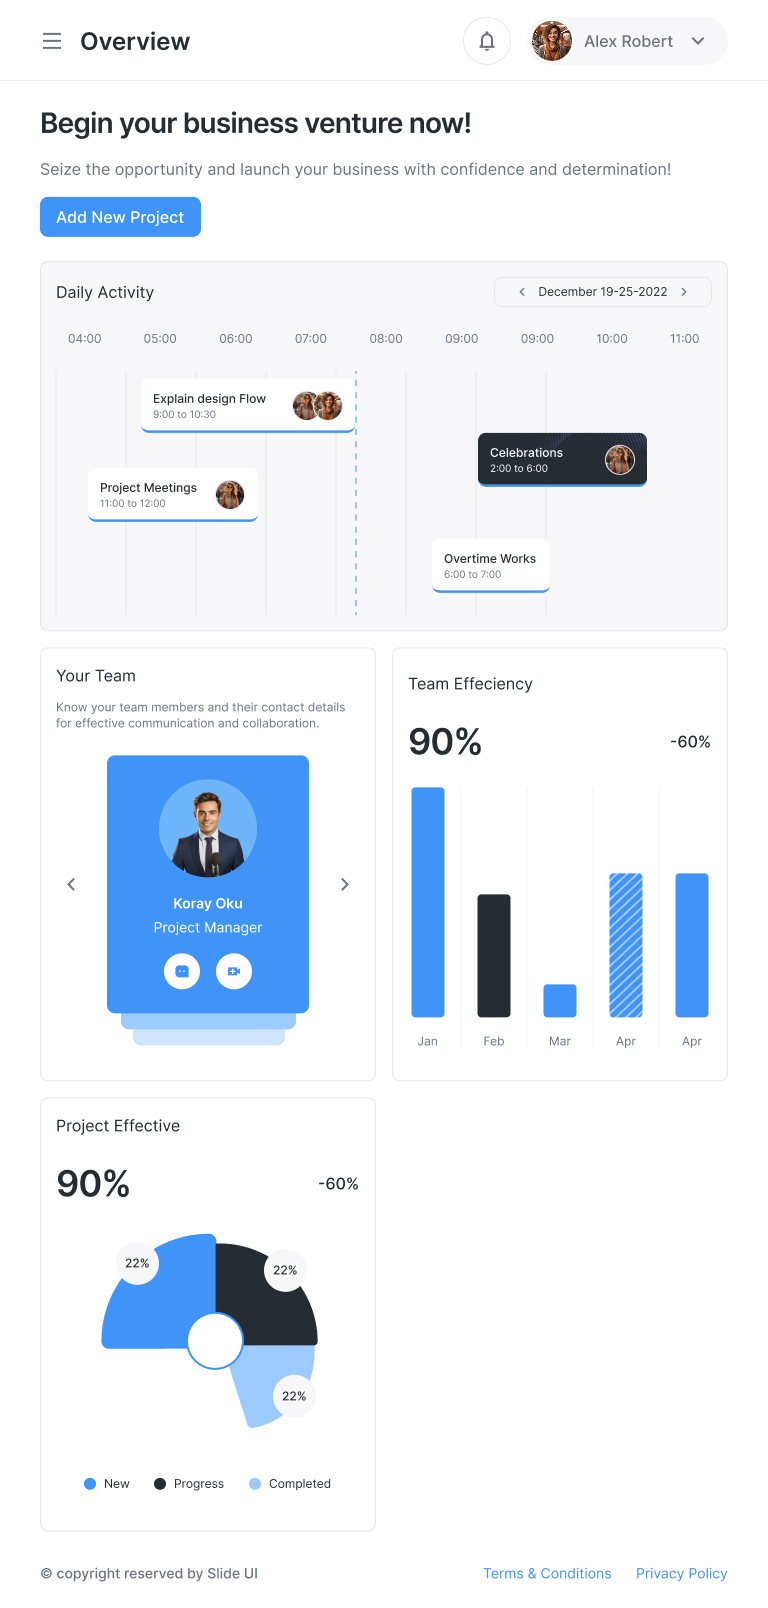 Overview
Alex Robert
Begin your business venture now!
Seize the opportunity and launch your business with confidence and determination!
Add New Project
Daily Activity
December 19-25-2022
04:00 05:00 06:00 07:00 08:00 09:00 09:00 10:00 11:00
Explain design Flow
9:00 to 10:30
Celebrations
2:00 to 6:00
Project Meetings
11:00 to 12:00
Overtime Works
6:00 to 7:00
Your Team
Know your team members and their contact details
for effective communication and collaboration.
Koray Oku
Project Manager
Team Effeciency
90% -60%
Jan Feb Mar Apr Apr
Project Effective
90% -60%
22%
22%
22%
New Progress Completed
© copyright reserved by Slide UI
Terms & Conditions Privacy Policy